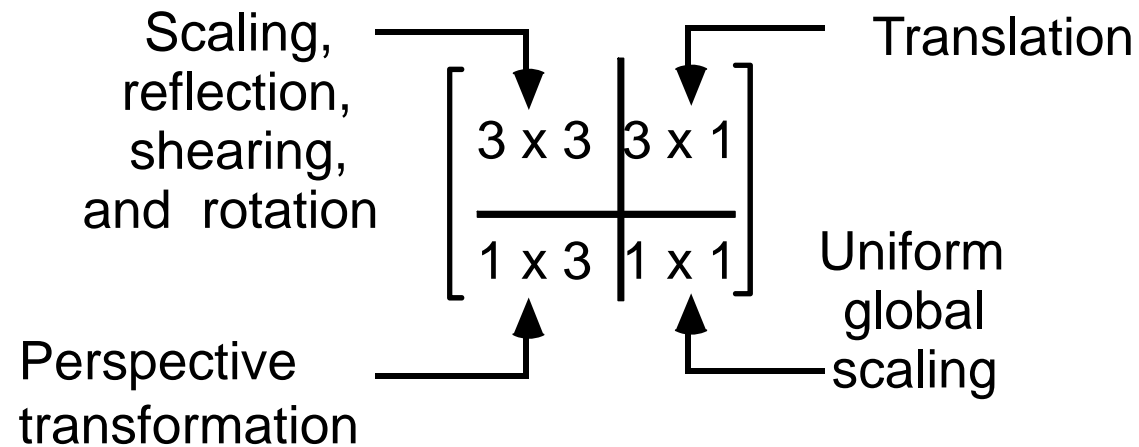 Scaling,
reflection,
shearing,
and rotation
Translation
3 x 3 3 x 1
1 x 3 1 x 1
Perspective
transformation
Uniform
global
scaling